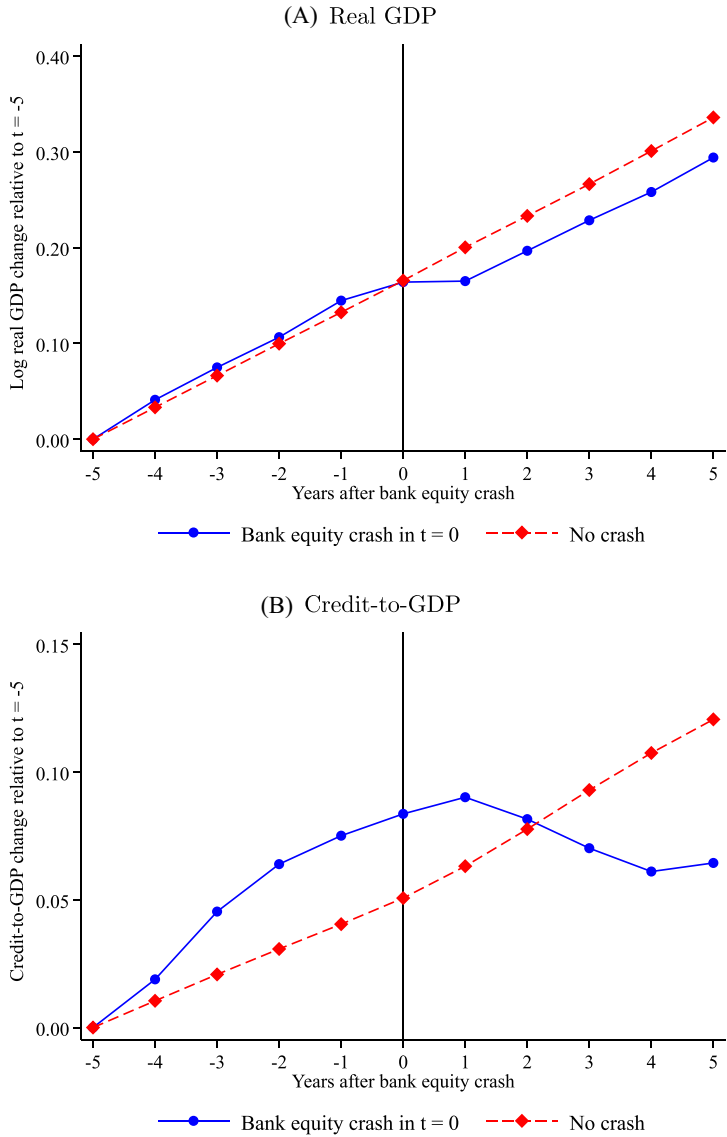 (A) Real GDP
Log real GDP change relative to t = -5
0.40
0.30
0.20
0.10
0.00
-5 -4 -3 -2 -1 0 1 2 3 4 5
Years after bank equity crash
Bank equity crash in t = 0 No crash
(B) Credit-to-GDP
Credit-to-GDP change relative to t = -5
0.15
0.10
0.05
0.00
-5 -4 -3 -2 -1 0 1 2 3 4 5
Years after bank equity crash
Bank equity crash in t = 0 No crash